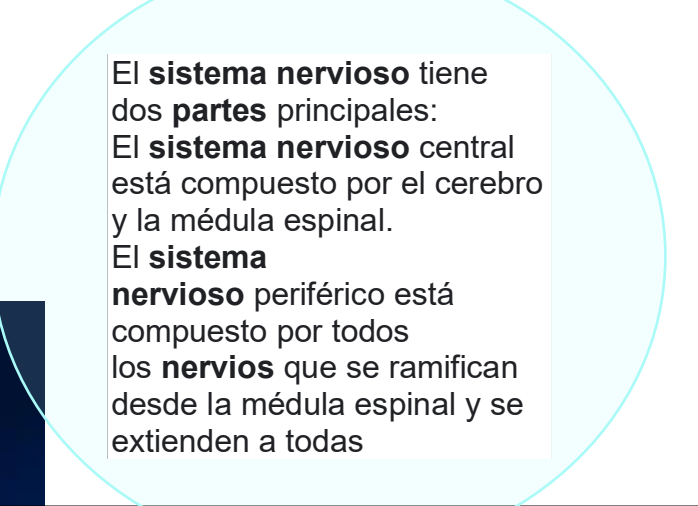 El sistema nervioso tiene
dos partes principales:
El sistema nervioso central
está compuesto por el cerebro
y la médula espinal.
El sistema
nervioso periférico está
compuesto por todos
los nervios que se ramifican
desde la médula espinal y se
extienden a todas